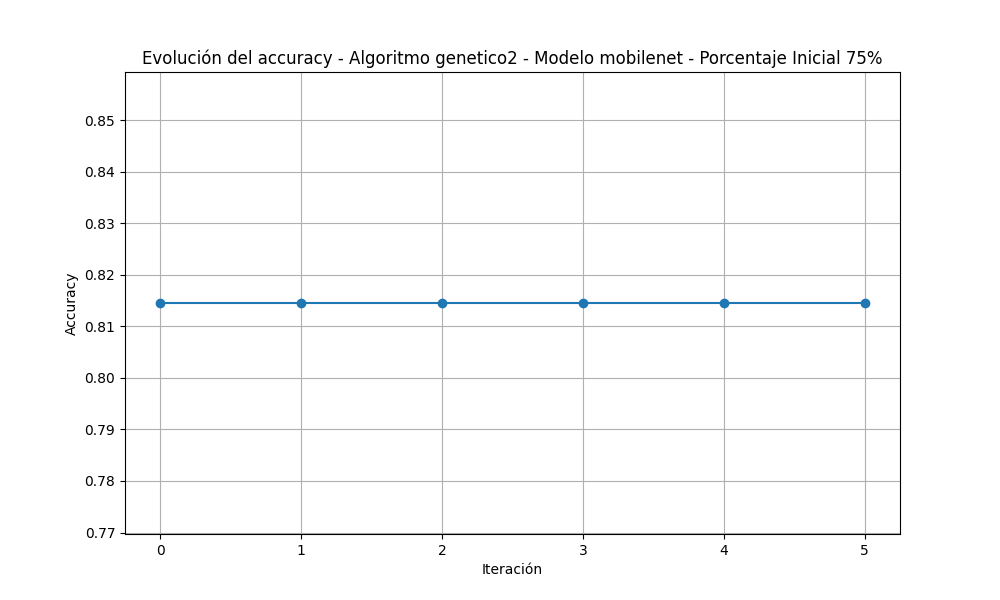 Evolución del accuracy - Algoritmo genetico2 - Modelo mobilenet - Porcentaje Inicial 75%
0.85
0.84
0.83
0.82
0.81
0.80
0.79
0.78
0.77
Accuracy
0 1 2 3 4 5
Iteración